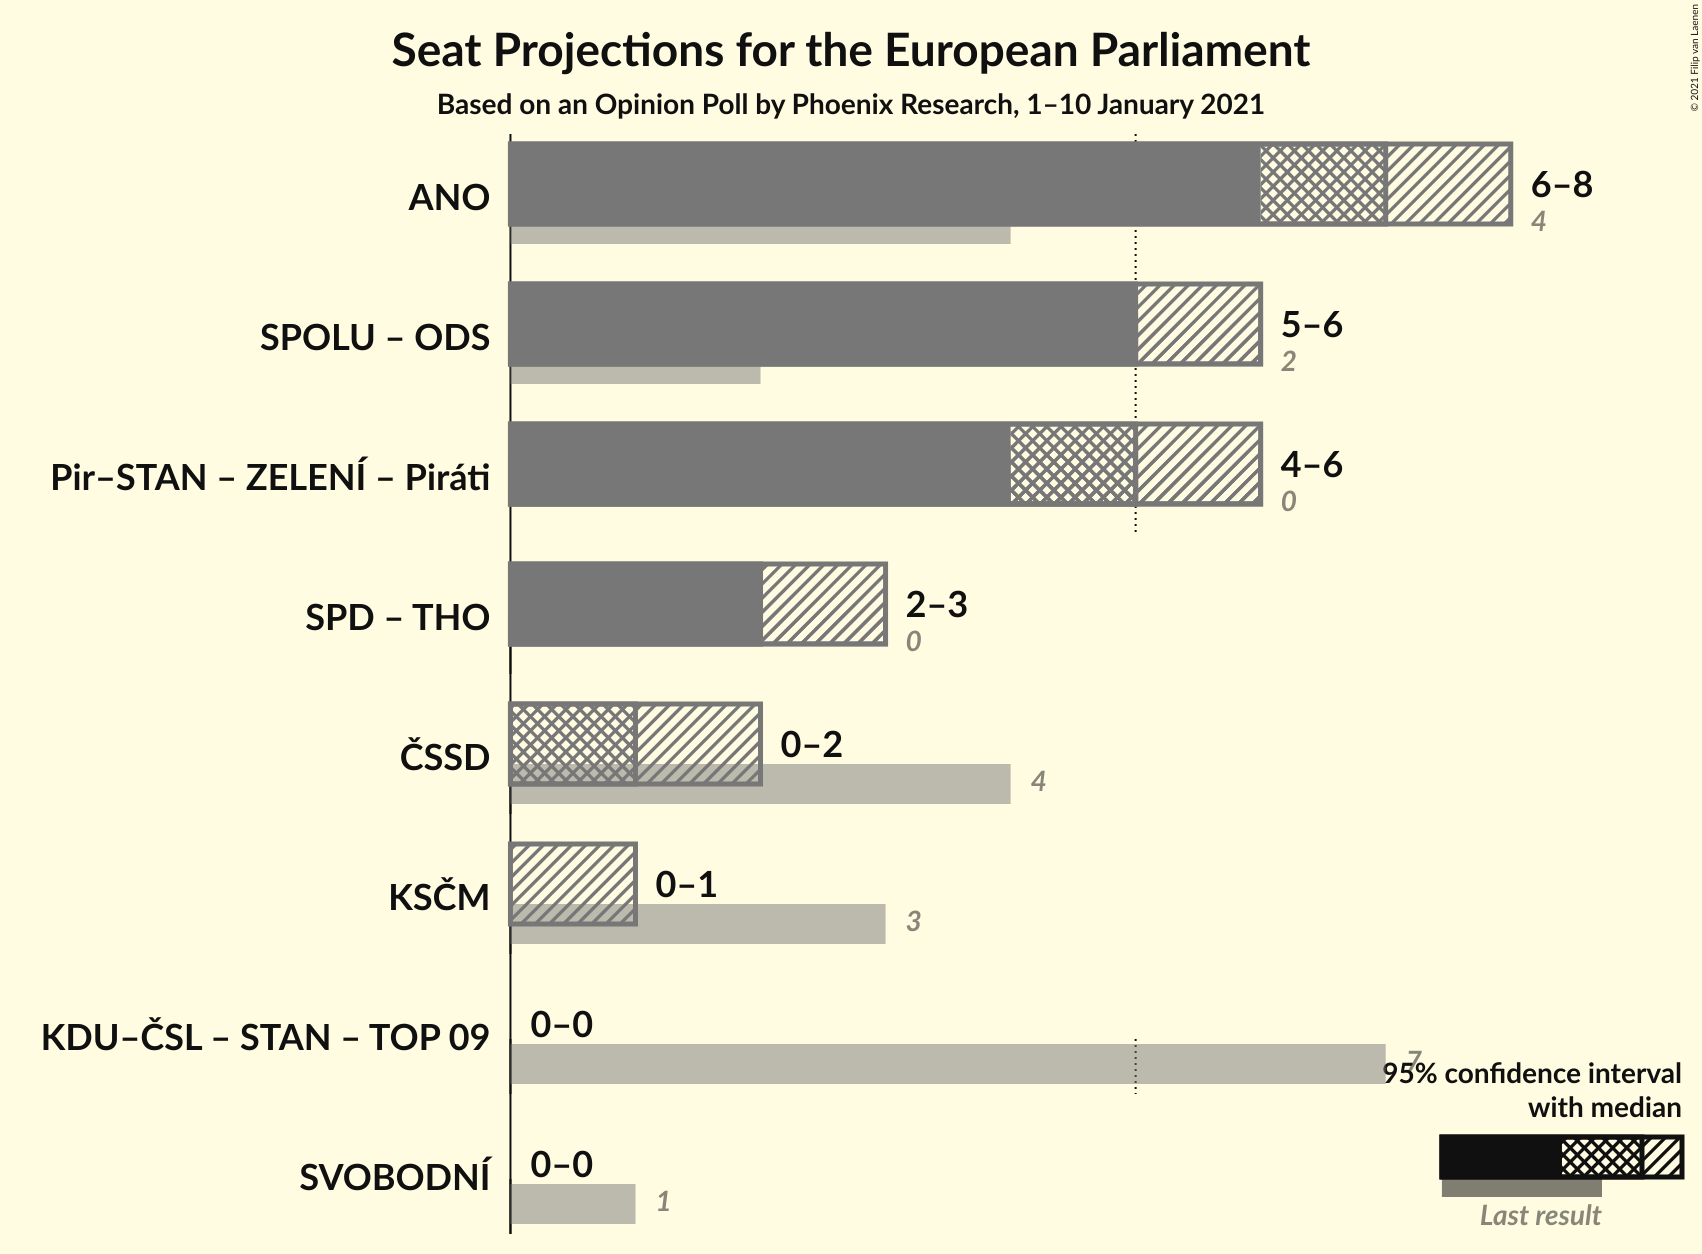 Seat Projections for the European Parliament
Based on an Opinion Poll by Phoenix Research, 1–10 January 2021
© 2021 Filip van Laenen
ANO
6–8
4
SPOLU – ODS
5–6
2
Pir–STAN – ZELENÍ – Piráti
4–6
0
SPD – THO
2–3
0
ČSSD
0–2
4
KSČM
0–1
3
KDU–ČSL – STAN – TOP 09
0–0
7
SVOBODNÍ
0–0
1
95% confidence interval
with median
Last result